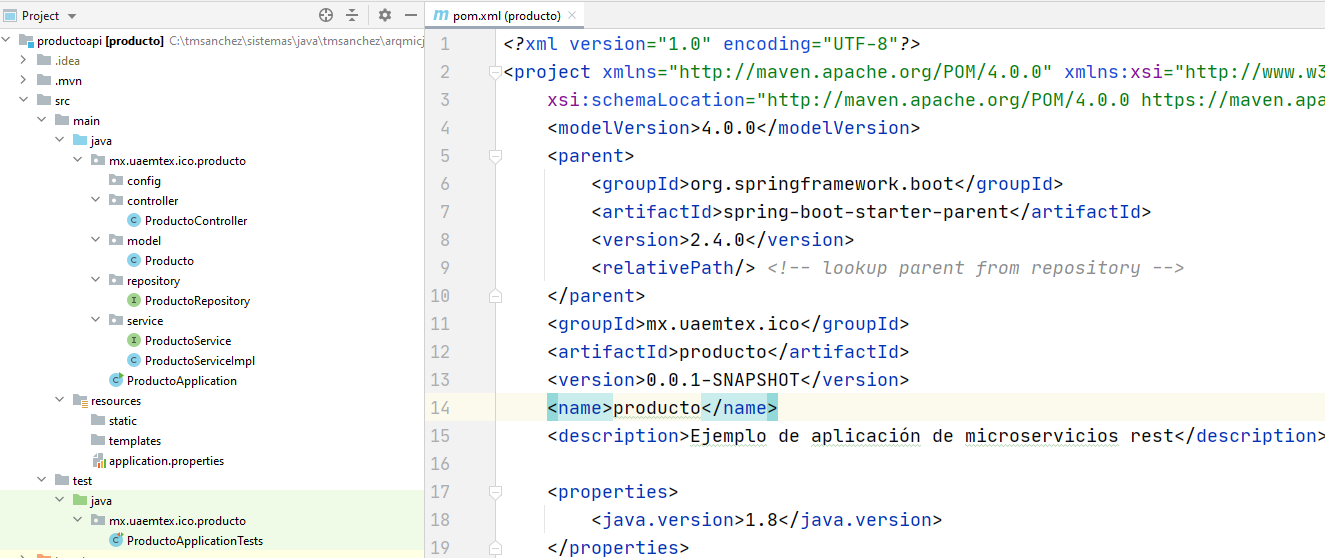 Project
productoapi [producto] C:\tmsanchez\sistemas\java\tmsanchez\arqmicj
.idea
.mvn
src
main
java
mx.uaemtex.ico.producto
config
controller
ProductoController
model
Producto
repository
ProductoRepository
service
ProductoService
ProductoServiceImpl
ProductoApplication
resources
static
templates
application.properties
test
java
mx.uaemtex.ico.producto
ProductoApplicationTests
pom.xml (producto)
1 <?xml version="1.0" encoding="UTF-8"?>
2 <project xmlns="http://maven.apache.org/POM/4.0.0" xmlns:xsi="http://www.w3
3 xsi:schemaLocation="http://maven.apache.org/POM/4.0.0 https://maven.apa
4 <modelVersion>4.0.0</modelVersion>
5 <parent>
6 <groupId>org.springframework.boot</groupId>
7 <artifactId>spring-boot-starter-parent</artifactId>
8 <version>2.4.0</version>
9 <relativePath/> <!-- lookup parent from repository -->
10 </parent>
11 <groupId>mx.uaemtex.ico</groupId>
12 <artifactId>producto</artifactId>
13 <version>0.0.1-SNAPSHOT</version>
14 <name>producto</name>
15 <description>Ejemplo de aplicación de microservicios rest</description>
16
17 <properties>
18 <java.version>1.8</java.version>
19 </properties>